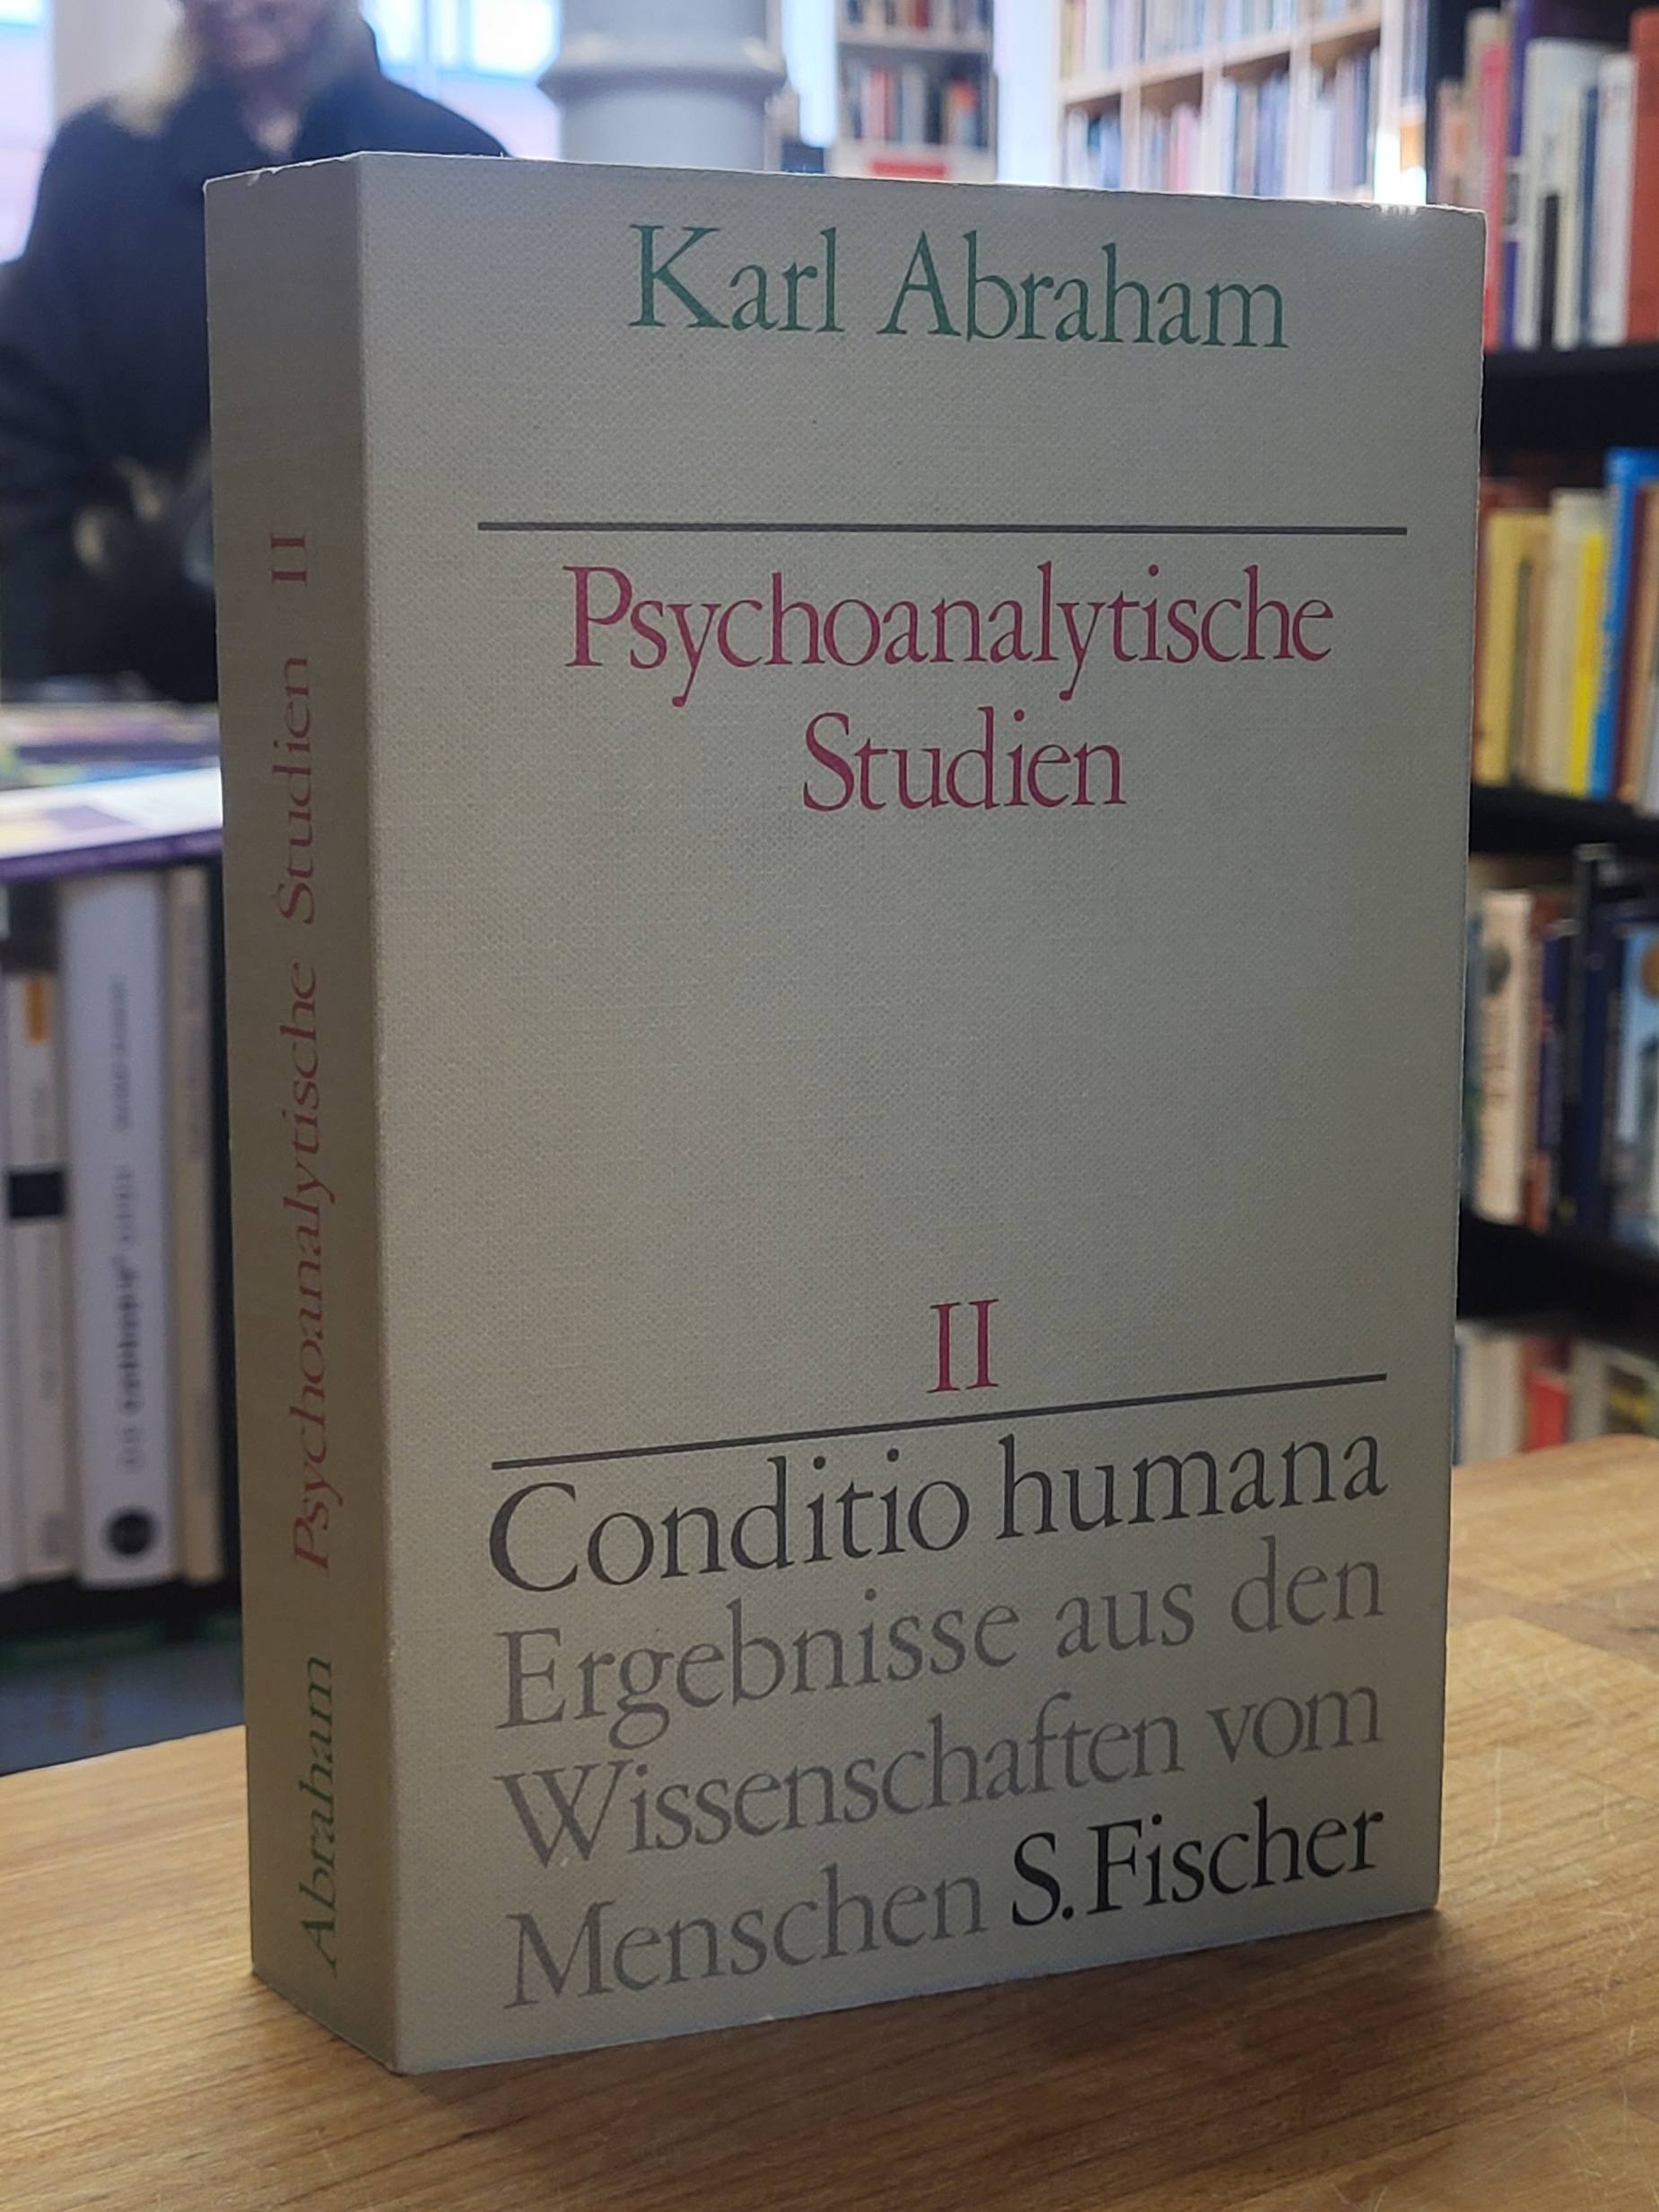 Karl Abraham
Psychoanalytische
Studien
II
Conditio humana
Ergebnisse aus den
Wissenschaften vom
Menschen S. Fischer
Abraham Psychoanalytische Studien II